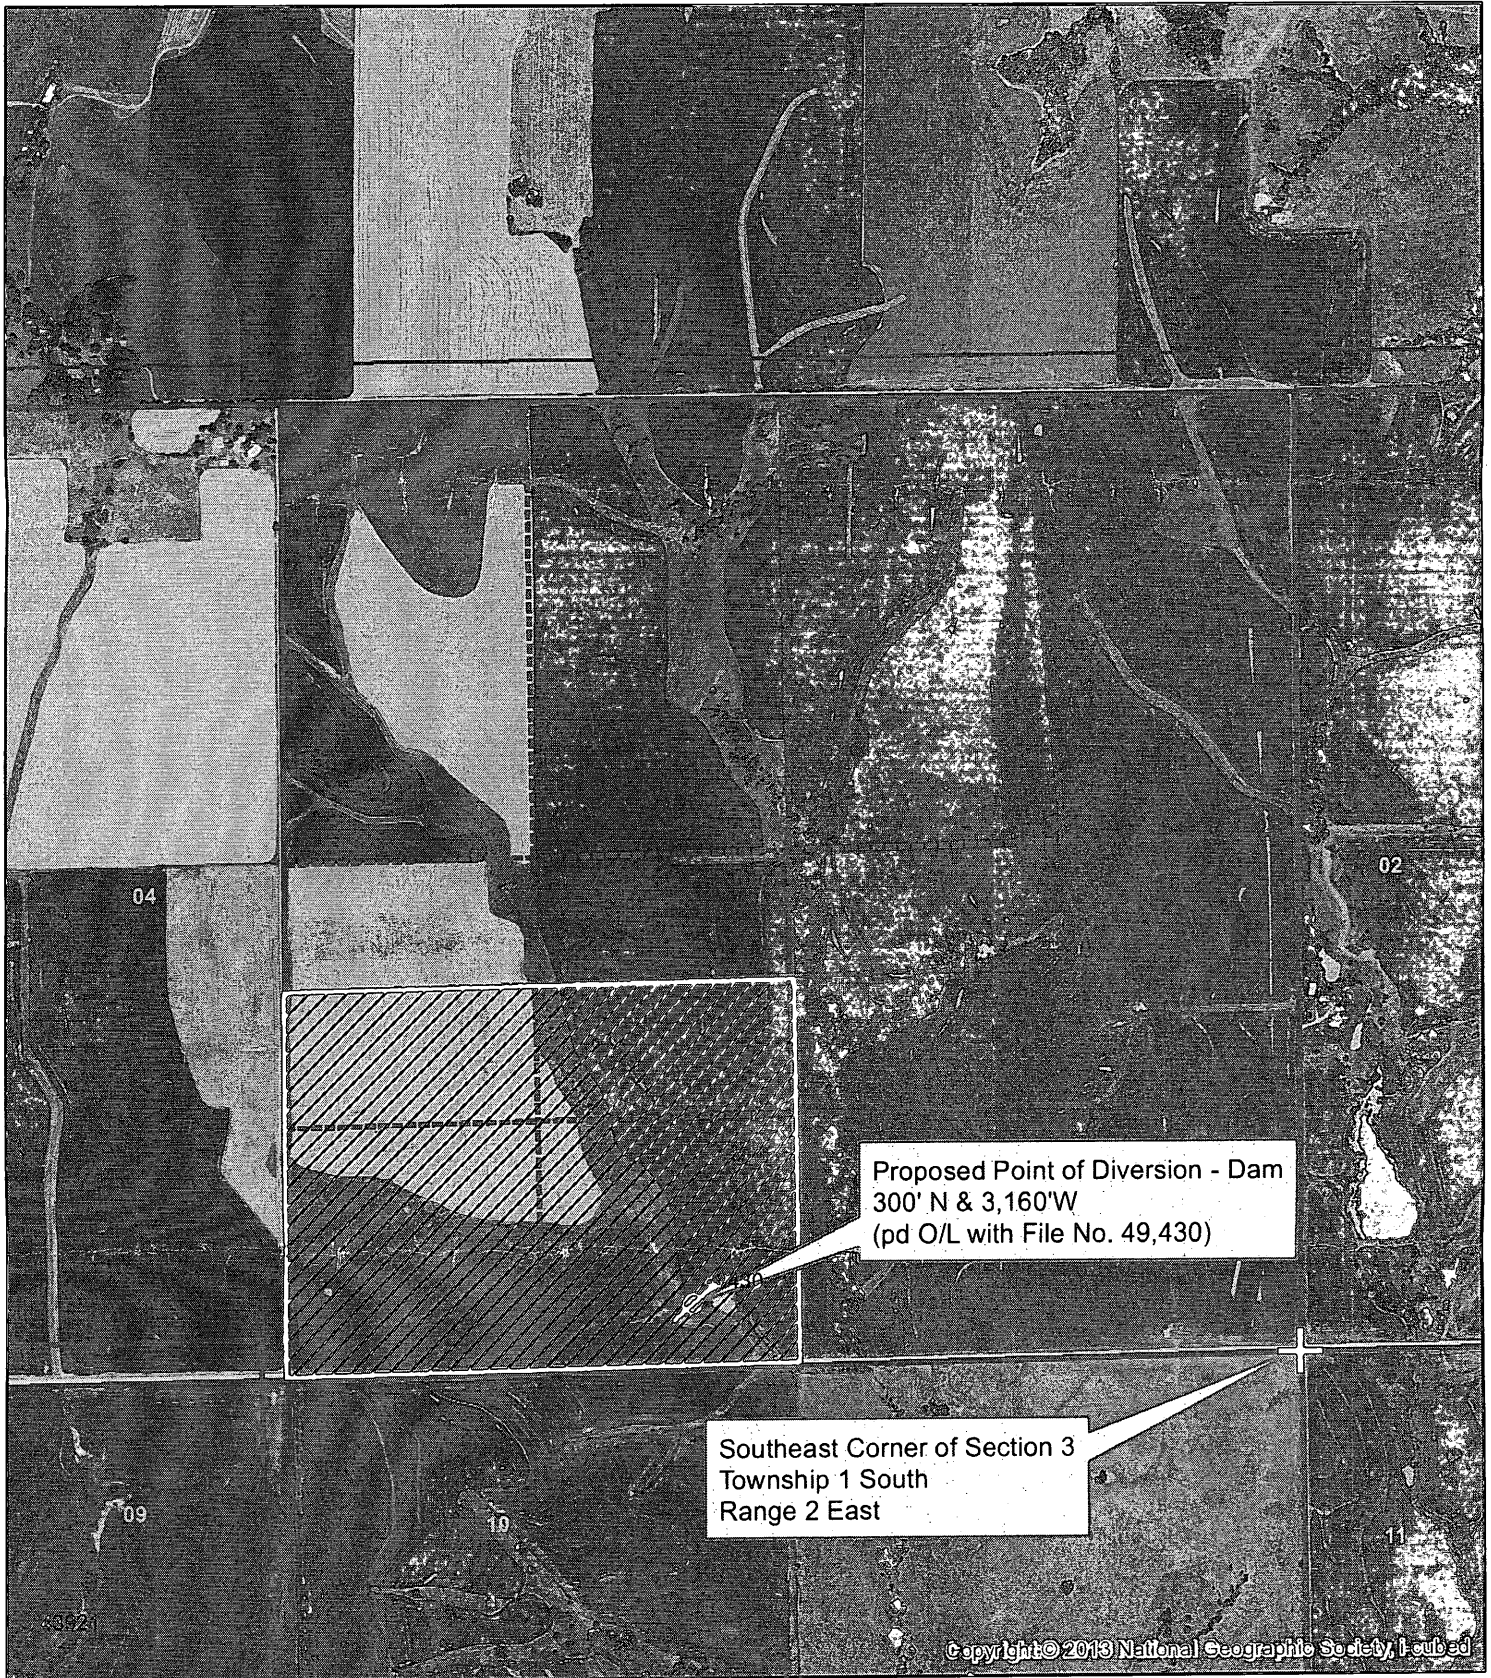 04
02
Proposed Point of Diversion - Dam
300' N & 3,160'W
(pd O/L with File No. 49,430)
Southeast Corner of Section 3
Township 1 South
Range 2 East
09
10
11
Copyright:© 2013 National Geographic Society, i-cubed